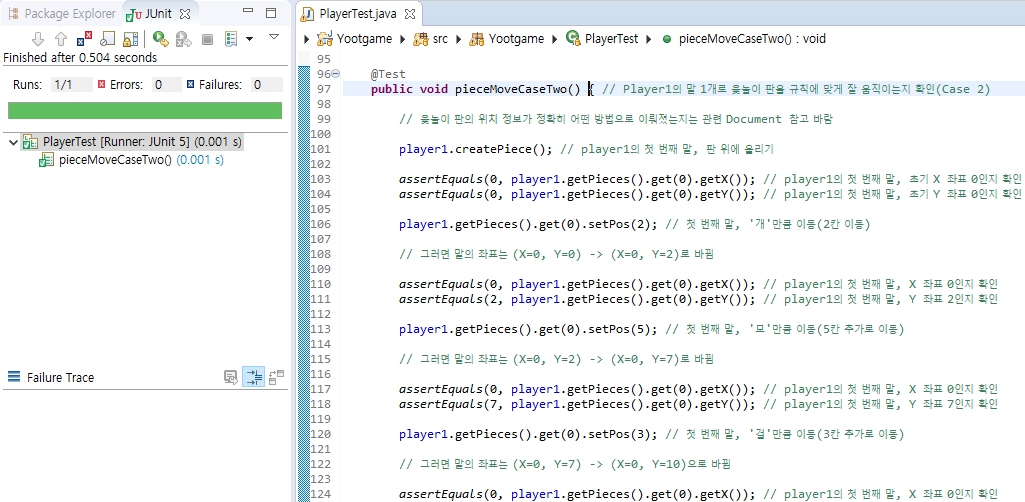 Package Explorer
JUnit
Finished after 0.504 seconds
Runs: 1/1 Errors: 0 Failures: 0
PlayerTest [Runner: JUnit 5] (0.001 s)
pieceMoveCaseTwo() (0.001 s)
Failure Trace
PlayerTest.java
Yootgame src Yootgame PlayerTest pieceMoveCaseTwo() : void
95
96 @Test
97 public void pieceMoveCaseTwo() { // Player1의 말 1개로 윷놀이 판을 규칙에 맞게 잘 움직이는지 확인(Case 2)
98
99 // 윷놀이 판의 위치 정보가 정확히 어떤 방법으로 이뤄졌는지는 관련 Document 참고 바람
100
101 player1.createPiece(); // player1의 첫 번째 말, 판 위에 올리기
102
103 assertEquals(0, player1.getPieces().get(0).getX()); // player1의 첫 번째 말, 초기 X 좌표 0인지 확인
104 assertEquals(0, player1.getPieces().get(0).getY()); // player1의 첫 번째 말, 초기 Y 좌표 0인지 확인
105
106 player1.getPieces().get(0).setPos(2); // 첫 번째 말, '개'만큼 이동(2칸 이동)
107
108 // 그러면 말의 좌표는 (X=0, Y=0) -> (X=0, Y=2)로 바뀜
109
110 assertEquals(0, player1.getPieces().get(0).getX()); // player1의 첫 번째 말, X 좌표 0인지 확인
111 assertEquals(2, player1.getPieces().get(0).getY()); // player1의 첫 번째 말, Y 좌표 2인지 확인
112
113 player1.getPieces().get(0).setPos(5); // 첫 번째 말, '모'만큼 이동(5칸 추가로 이동)
114
115 // 그러면 말의 좌표는 (X=0, Y=2) -> (X=0, Y=7)로 바뀜
116
117 assertEquals(0, player1.getPieces().get(0).getX()); // player1의 첫 번째 말, X 좌표 0인지 확인
118 assertEquals(7, player1.getPieces().get(0).getY()); // player1의 첫 번째 말, Y 좌표 7인지 확인
119
120 player1.getPieces().get(0).setPos(3); // 첫 번째 말, '걸'만큼 이동(3칸 추가로 이동)
121
122 // 그러면 말의 좌표는 (X=0, Y=7) -> (X=0, Y=10)으로 바뀜
123
124 assertEquals(0, player1.getPieces().get(0).getX()); // player1의 첫 번째 말, X 좌표 0인지 확인